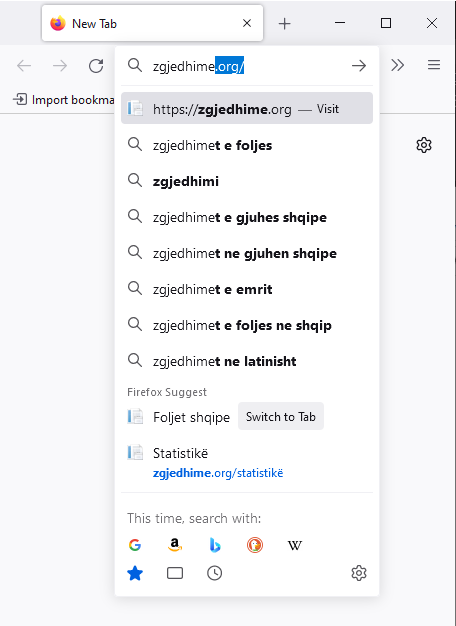 New Tab
zgjedhime.org/
Import bookma
https://zgjedhime.org — Visit
zgjedhimet e foljes
zgjedhimi
zgjedhimet e gjuhes shqipe
zgjedhimet ne gjuhen shqipe
zgjedhimet e emrit
zgjedhimet e foljes ne shqip
zgjedhimet ne latinisht
Firefox Suggest
Foljet shqipe Switch to Tab
Statistikë
zgjedhime.org/statistikë
This time, search with: